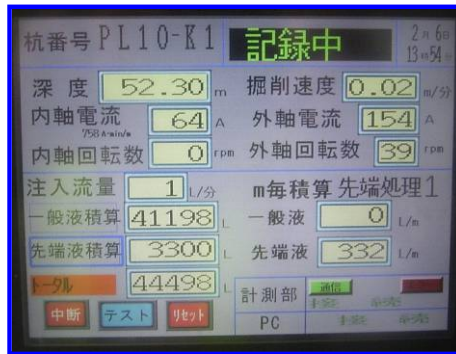 杭番号 PL10-K1 記録中 2月 6日
13時54
深度 52.30 m 掘削速度 0.02 m/分
内軸電流 64 A 外軸電流 154 A
758 A・min/m
内軸回転数 0 rpm 外軸回転数 39 rpm
注入流量 1 L/分 m毎積算 先端処理1
一般液積算 41198 L 一般液 0 L/m
先端液積算 3300 L 先端液 332 L/m
トータル 44498 L
計測部 通信
中断 テスト リセット
PC